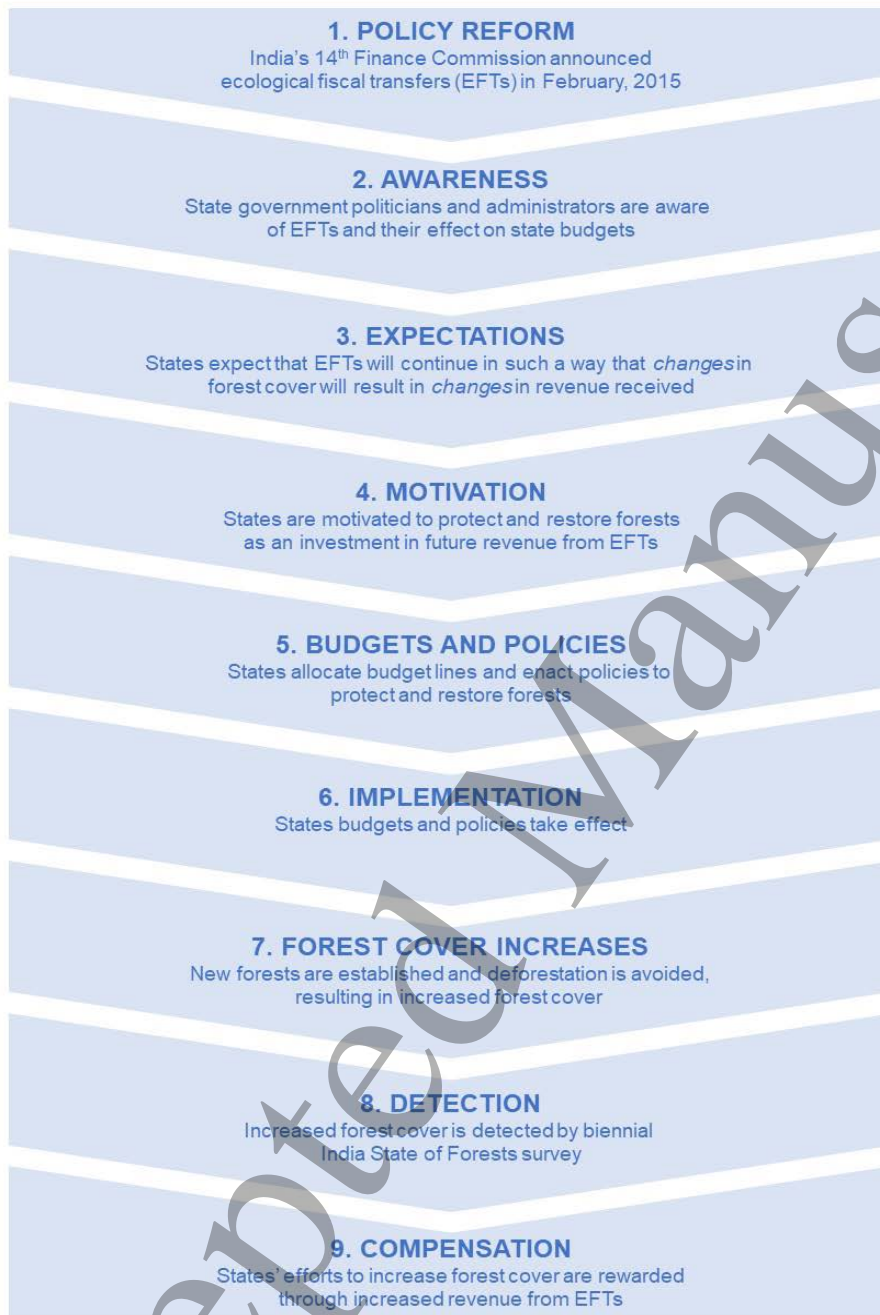 1. POLICY REFORM
India's 14th Finance Commission announced
ecological fiscal transfers (EFTs) in February, 2015
2. AWARENESS
State government politicians and administrators are aware
of EFTs and their effect on state budgets
3. EXPECTATIONS
States expect that EFTs will continue in such a way that changes in
forest cover will result in changes in revenue received
4. MOTIVATION
States are motivated to protect and restore forests
as an investment in future revenue from EFTs
5. BUDGETS AND POLICIES
States allocate budget lines and enact policies to
protect and restore forests
6. IMPLEMENTATION
States budgets and policies take effect
7. FOREST COVER INCREASES
New forests are established and deforestation is avoided,
resulting in increased forest cover
8. DETECTION
Increased forest cover is detected by biennial
India State of Forests survey
9. COMPENSATION
States' efforts to increase forest cover are rewarded
through increased revenue from EFTs
epted Manus